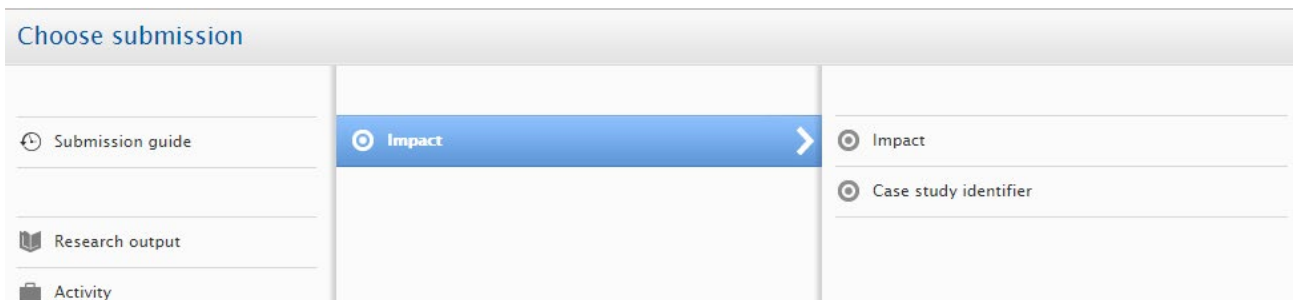 Choose submission
Submission guide
Impact
Impact
Case study identifier
Research output
Activity